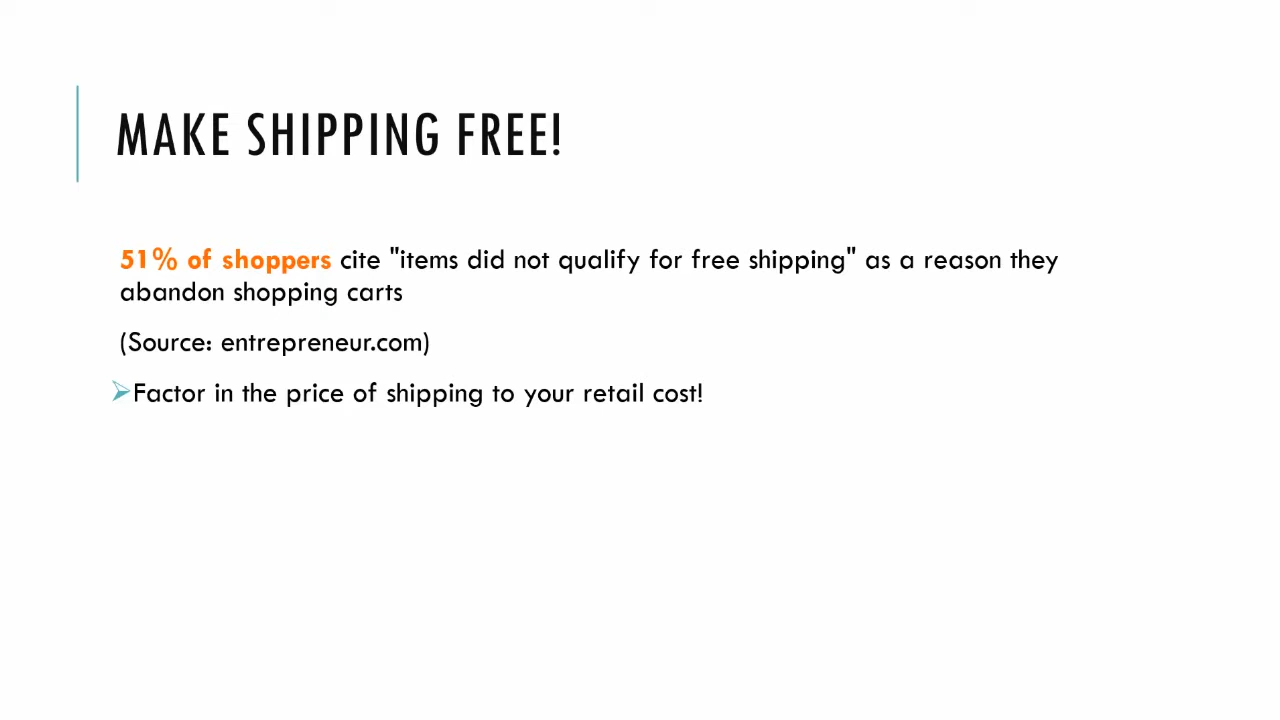 MAKE SHIPPING FREE!
51% of shoppers cite "items did not qualify for free shipping" as a reason they
abandon shopping carts
(Source: entrepreneur.com)
Factor in the price of shipping to your retail cost!